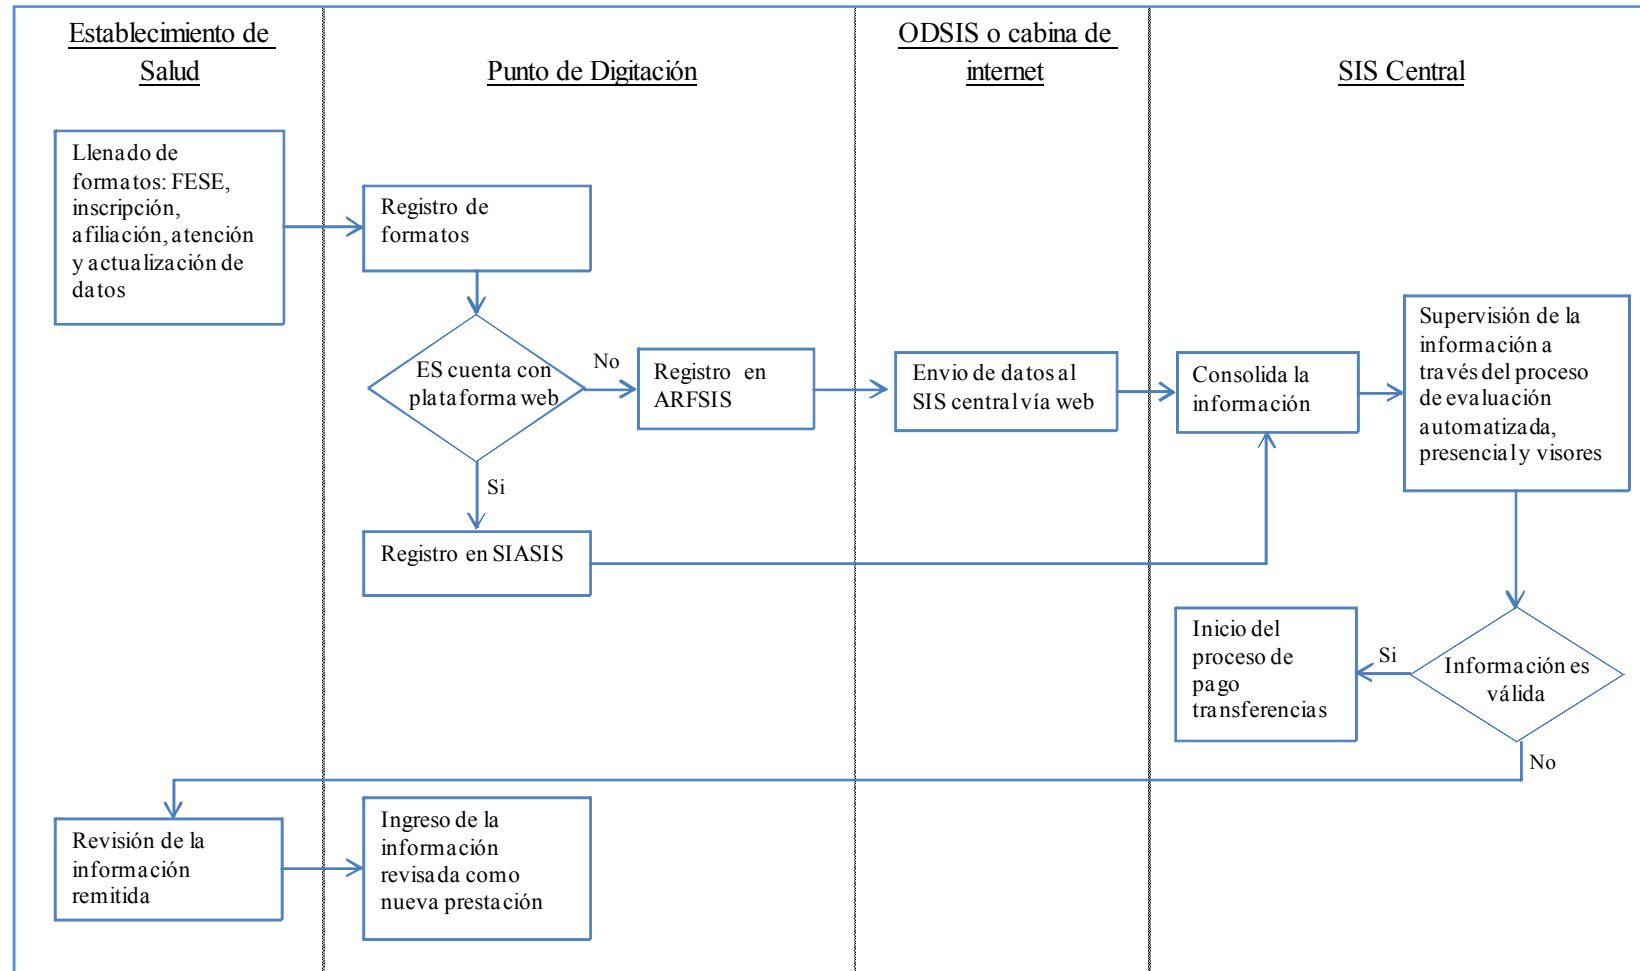 Establecimiento de
Salud
Punto de Digitación
ODSIS o cabina de
internet
SIS Central
Llenado de
formatos: FESE,
inscripción,
afiliación, atención
y actualización de
datos
Registro de
formatos
ES cuenta con
plataforma web
No
Registro en
ARFSIS
Envio de datos al
SIS central vía web
Consolida la
información
Supervisión de la
información a
través del proceso
de evaluación
automatizada,
presencial y visores
Si
Registro en SIASIS
Inicio del
proceso de
pago
transferencias
Si
Información es
válida
No
Revisión de la
información
remitida
Ingreso de la
información
revisada como
nueva prestación